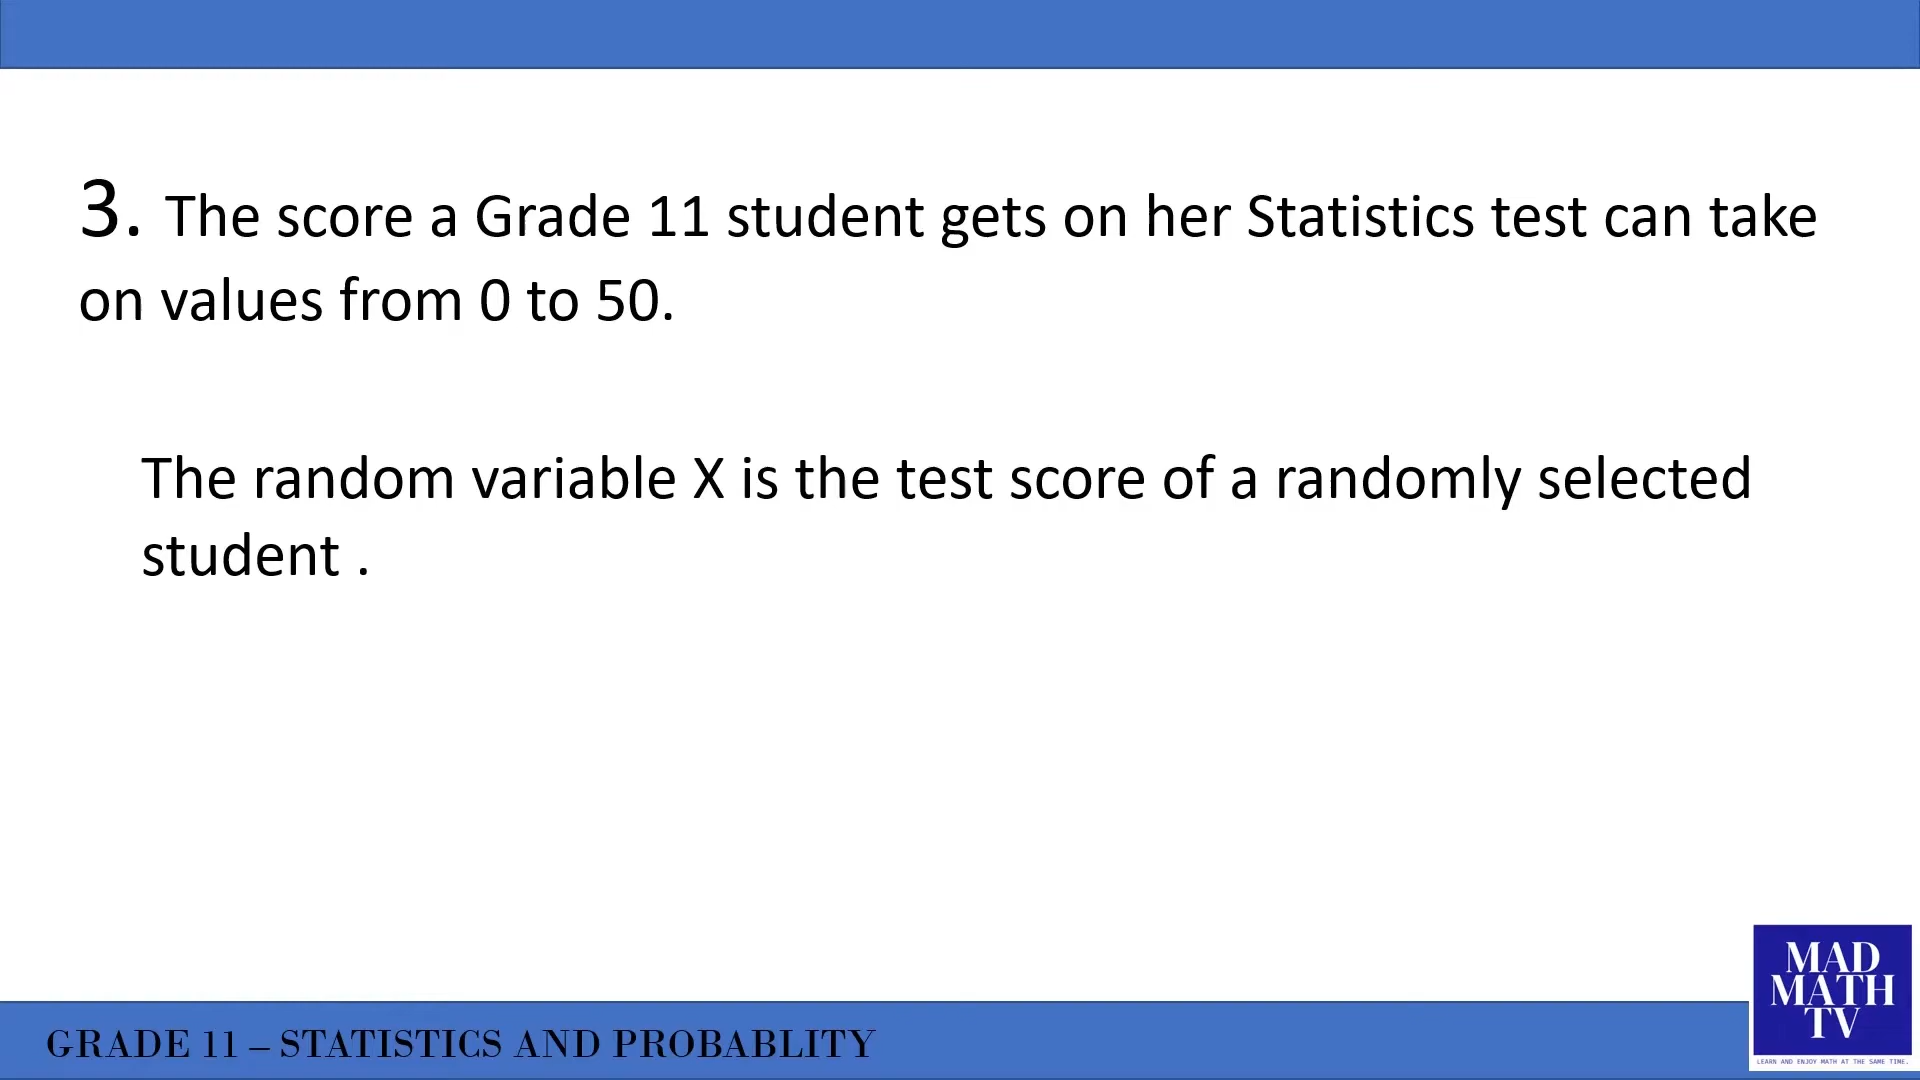 3. The score a Grade 11 student gets on her Statistics test can take
on values from 0 to 50.
The random variable X is the test score of a randomly selected
student .
MAD
MATH
TV
LEARN AND ENJOY MATH AT THE SAME TIME.
GRADE 11 – STATISTICS AND PROBABLITY